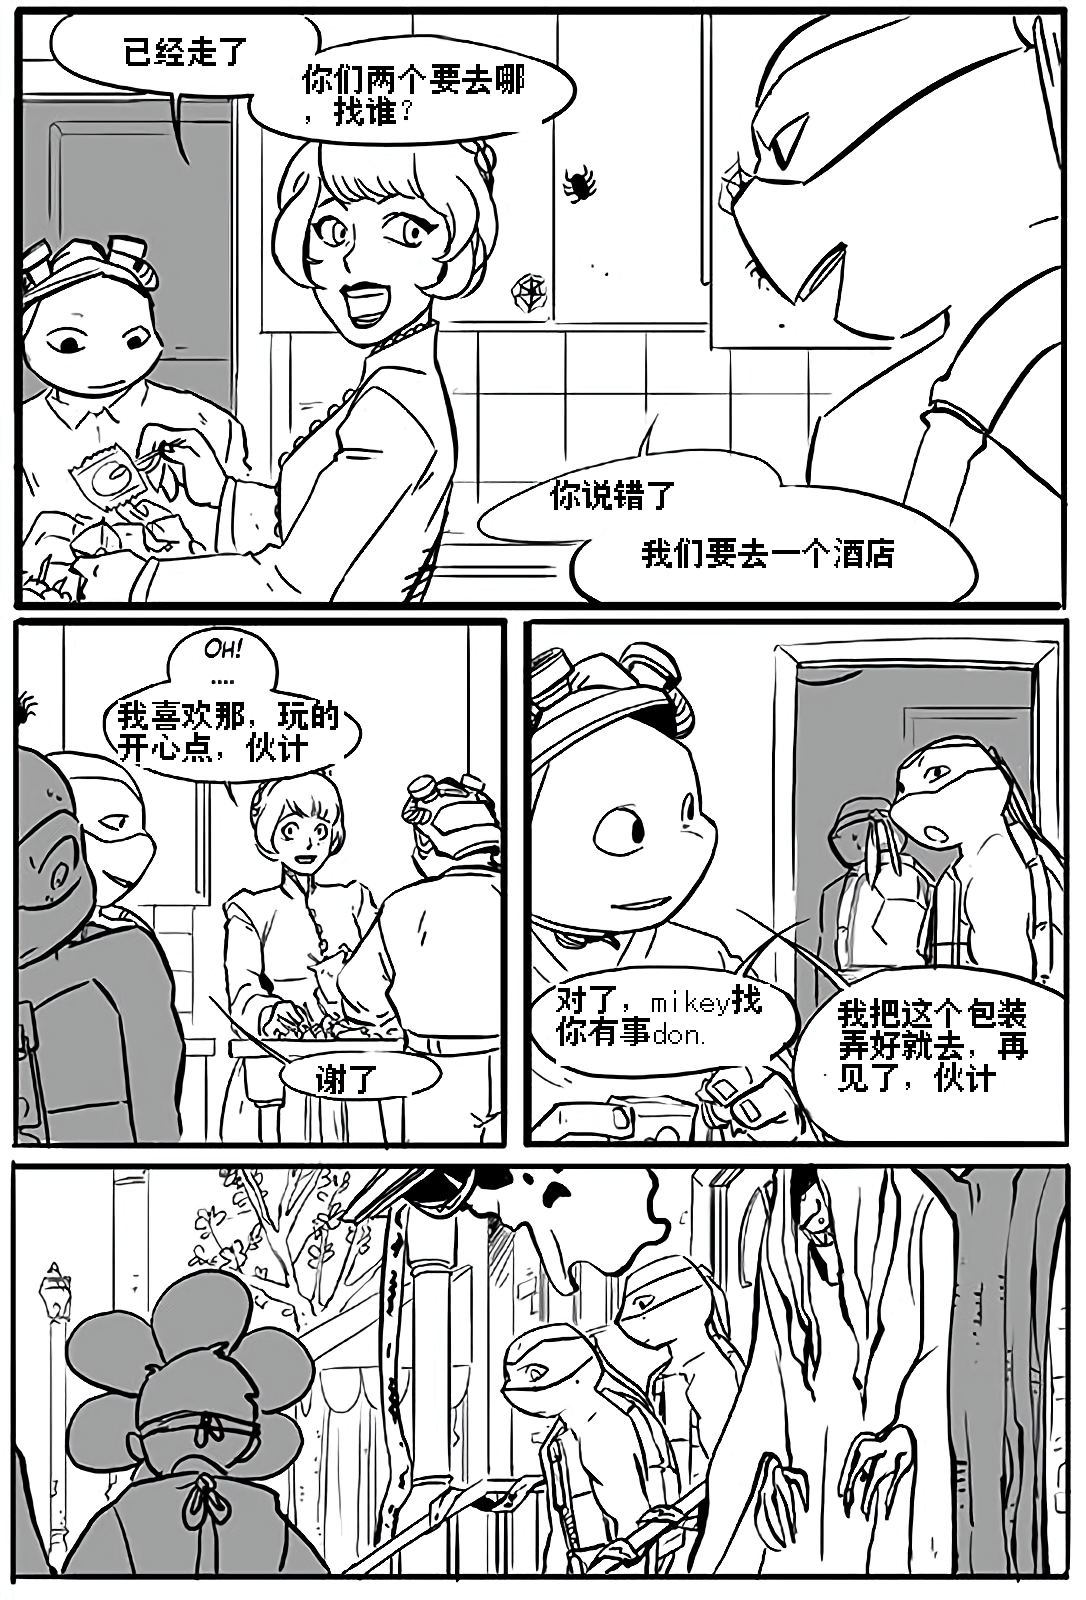 已经走了
你们两个要去哪
，找谁？
你说错了
我们要去一个酒店
OH!
.....
我喜欢那，玩的
开心点，伙计
谢了
对了，mikey找
你有事don.
我把这个包装
弄好就去，再
见了，伙计